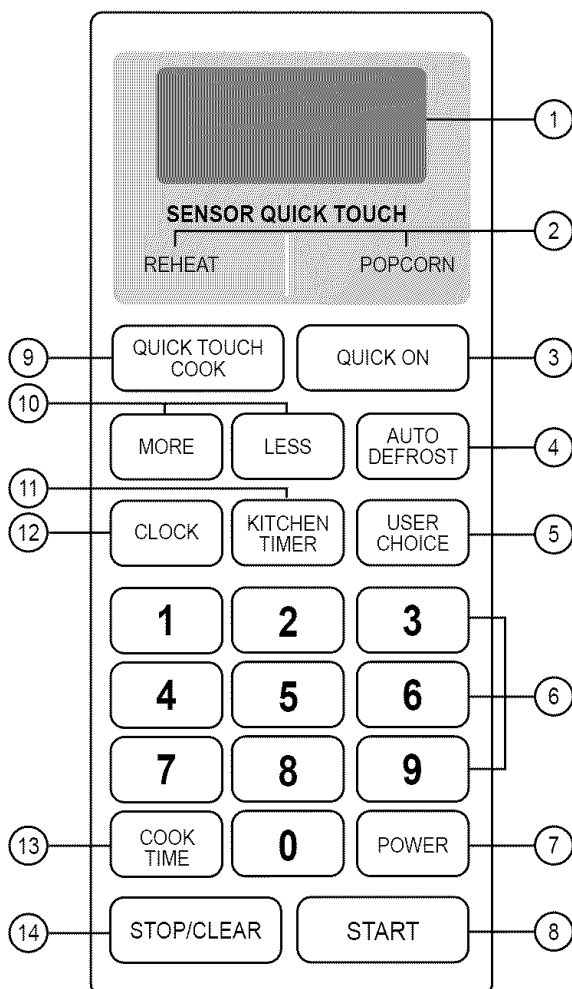 1
SENSOR QUICK TOUCH
2
REHEAT POPCORN
9
QUICK TOUCH
COOK
QUICK ON
3
10
MORE
LESS
AUTO
DEFROST
4
11
12
CLOCK
KITCHEN
TIMER
USER
CHOICE
5
1 2 3
4 5 6
6
7 8 9
13
COOK
TIME
0
POWER
7
14
STOP/CLEAR
START
8